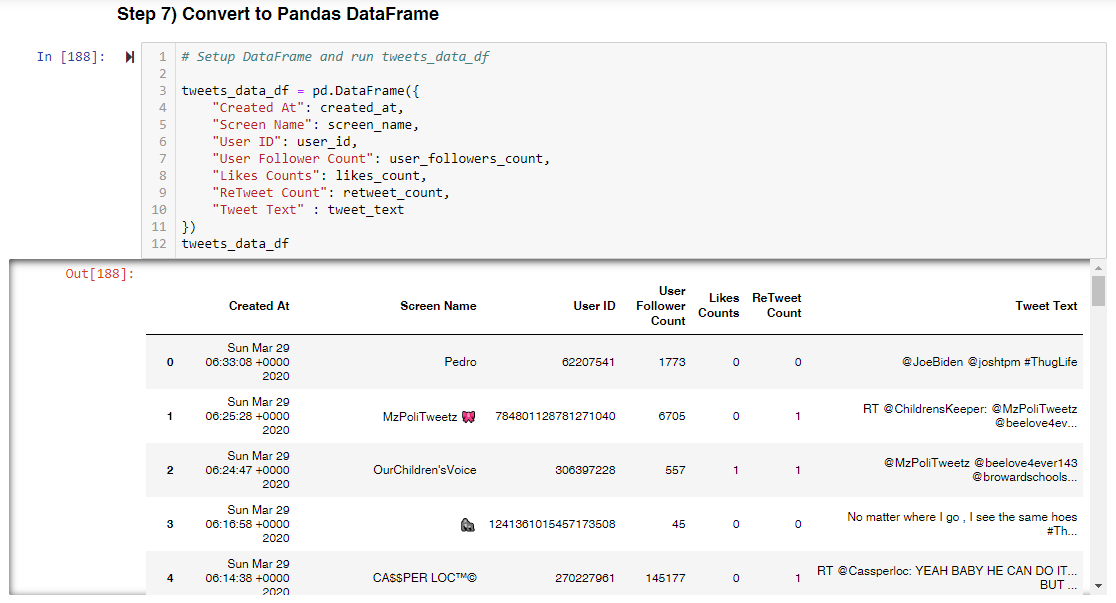 Step 7) Convert to Pandas DataFrame
In [188]:
1 # Setup DataFrame and run tweets_data_df
2
3 tweets_data_df = pd.DataFrame({
4 "Created At": created_at,
5 "Screen Name": screen_name,
6 "User ID": user_id,
7 "User Follower Count": user_followers_count,
8 "Likes Counts": likes_count,
9 "ReTweet Count": retweet_count,
10 "Tweet Text" : tweet_text
11 })
12 tweets_data_df
Out[188]:
Created At Screen Name User ID User Follower Count Likes Counts ReTweet Count Tweet Text
0 Sun Mar 29 06:33:08 +0000 2020 Pedro 62207541 1773 0 0 @JoeBiden @joshtpm #ThugLife
1 Sun Mar 29 06:25:28 +0000 2020 MzPoliTweetz 🎀 784801128781271040 6705 0 1 RT @ChildrensKeeper: @MzPoliTweetz @beelove4ev...
2 Sun Mar 29 06:24:47 +0000 2020 OurChildren'sVoice 306397228 557 1 1 @MzPoliTweetz @beelove4ever143 @browardschools...
3 Sun Mar 29 06:16:58 +0000 2020 🦍 1241361015457173508 45 0 0 No matter where I go , I see the same hoes #Th...
4 Sun Mar 29 06:14:38 +0000 2020 CA$$PER LOC™© 270227961 145177 0 1 RT @Cassperloc: YEAH BABY HE CAN DO IT... BUT ...